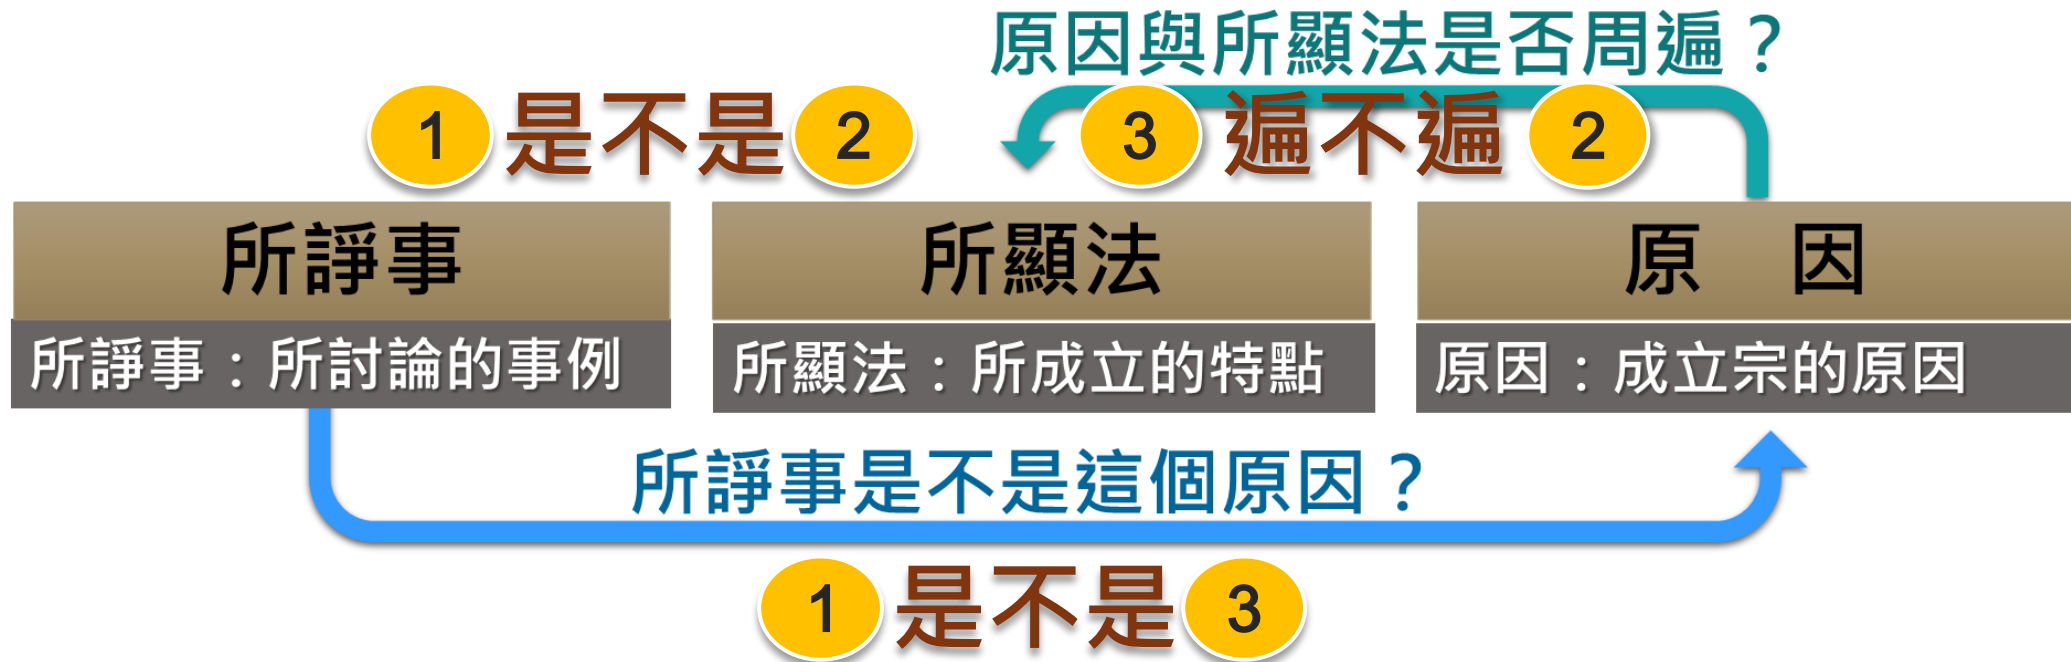 原因與所顯法是否周遍？
1 是不是 2
3 遍不遍 2
所諍事
所顯法
原　因
所諍事：所討論的事例
所顯法：所成立的特點
原因：成立宗的原因
所諍事是不是這個原因？
1 是不是 3